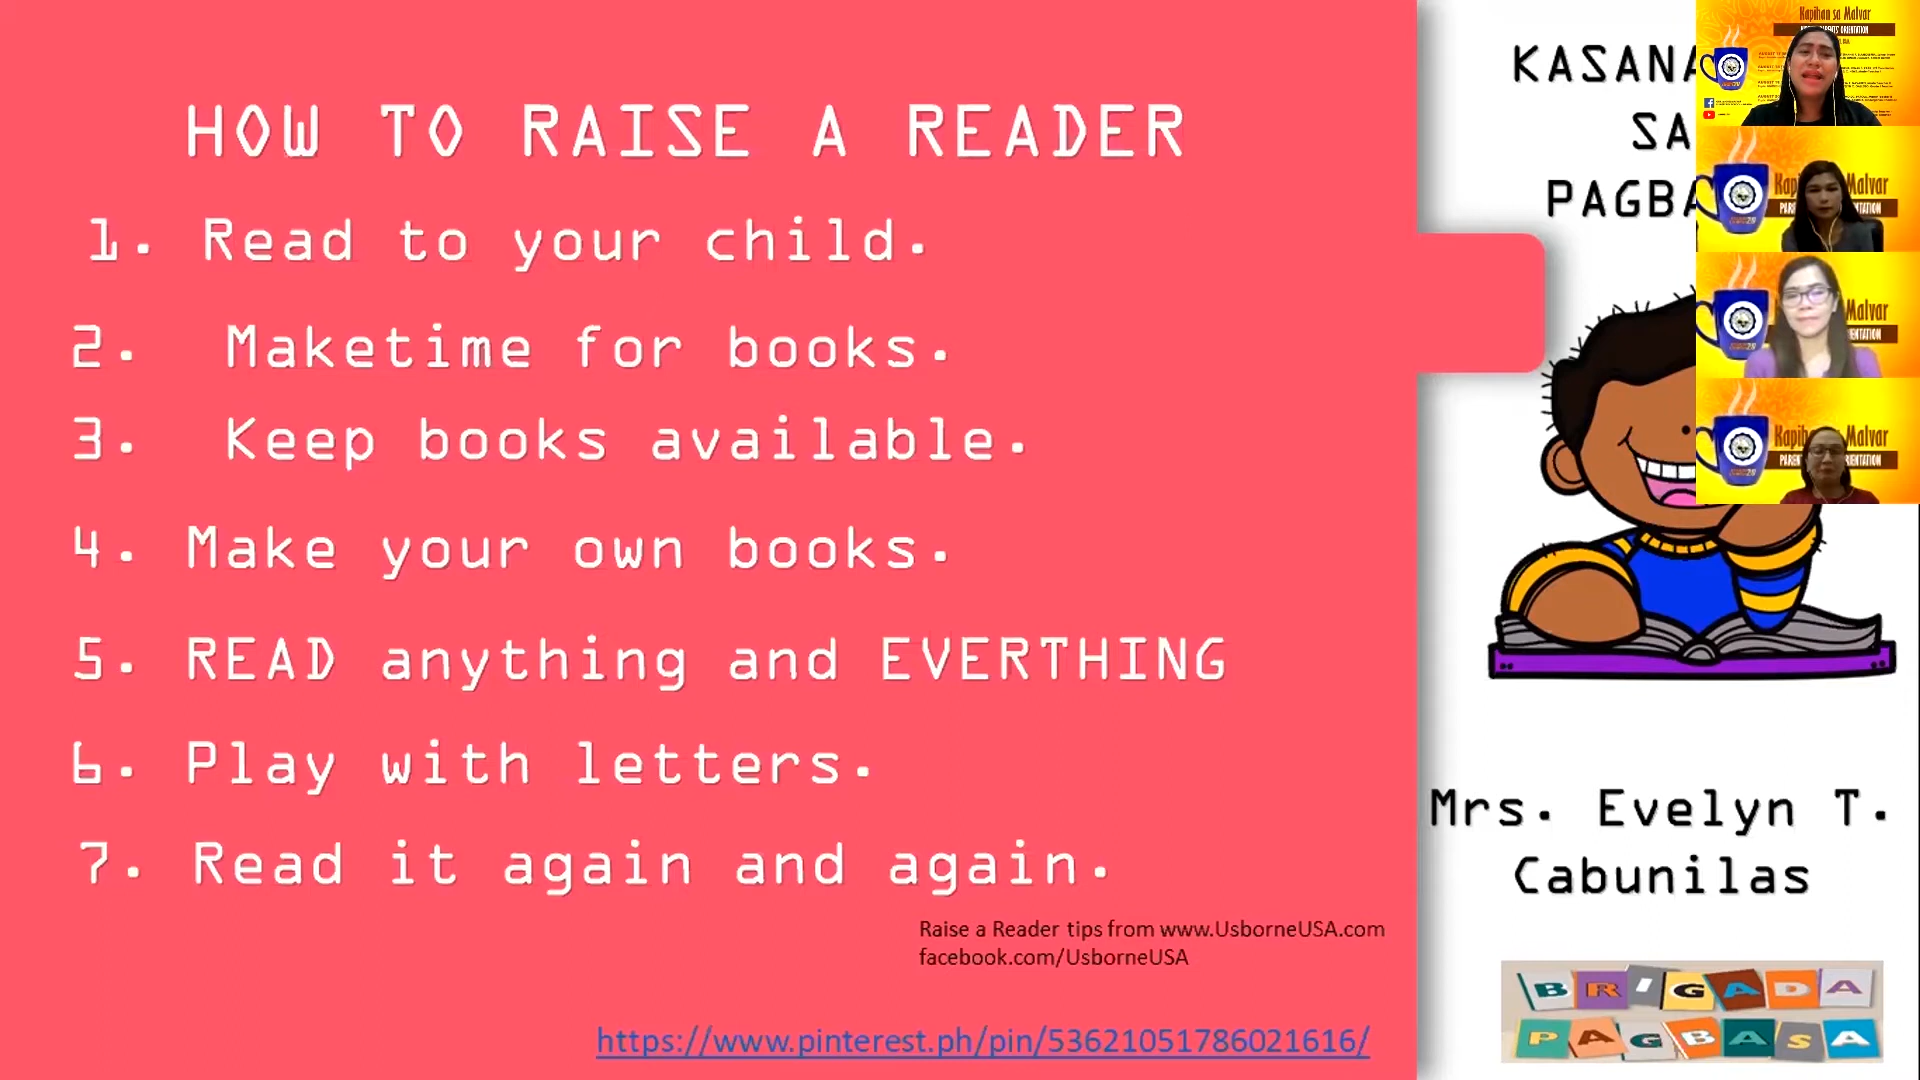 HOW TO RAISE A READER
1. Read to your child.
2. Maketime for books.
3. Keep books available.
4. Make your own books.
5. READ anything and EVERTHING
6. Play with letters.
7. Read it again and again.
Raise a Reader tips from www.UsborneUSA.com
facebook.com/UsborneUSA
https://www.pinterest.ph/pin/53621051786021616/
KASANA
SA
PAGBA
Mrs. Evelyn T.
Cabunilas
BRIGADA
PAGBASA
Kapihan sa Malvar
ORIENTATION
Malvar
Malvar
Malvar